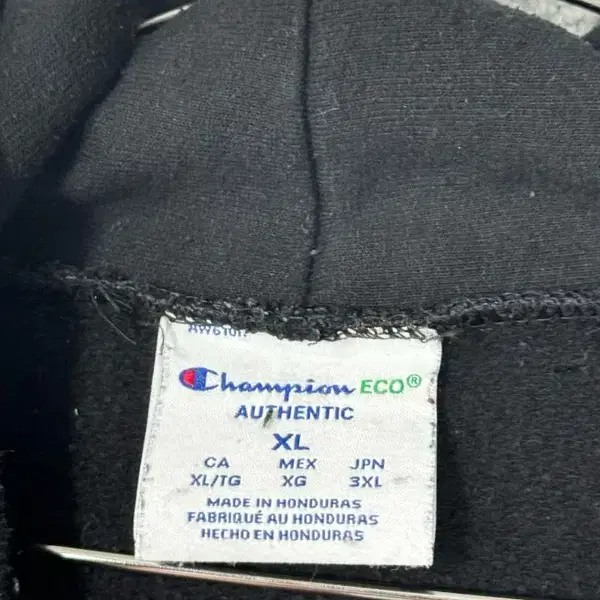 Champion ECO®
AUTHENTIC
XL
CA MEX JPN
XL/TG XG 3XL
MADE IN HONDURAS
FABRIQUÉ AU HONDURAS
HECHO EN HONDURAS